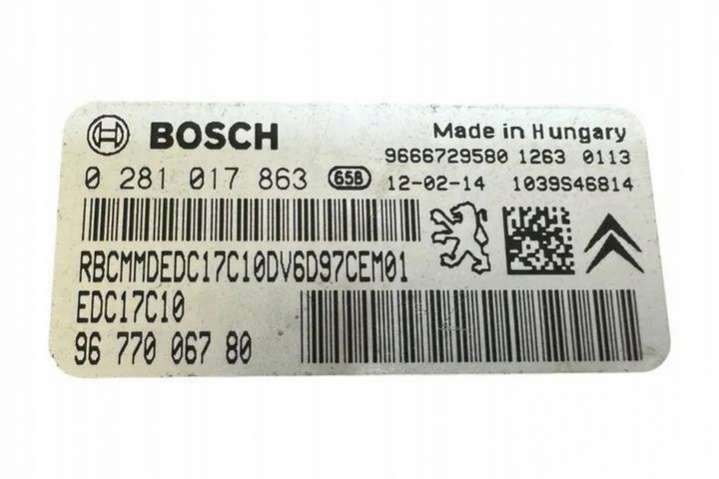 BOSCH
Made in Hungary
9666729580 1263 0113
0 281 017 863 65B 12-02-14 1039S46814
RBCMMDEDC17C10DV6D97CEM01
EDC17C10
96 770 067 80